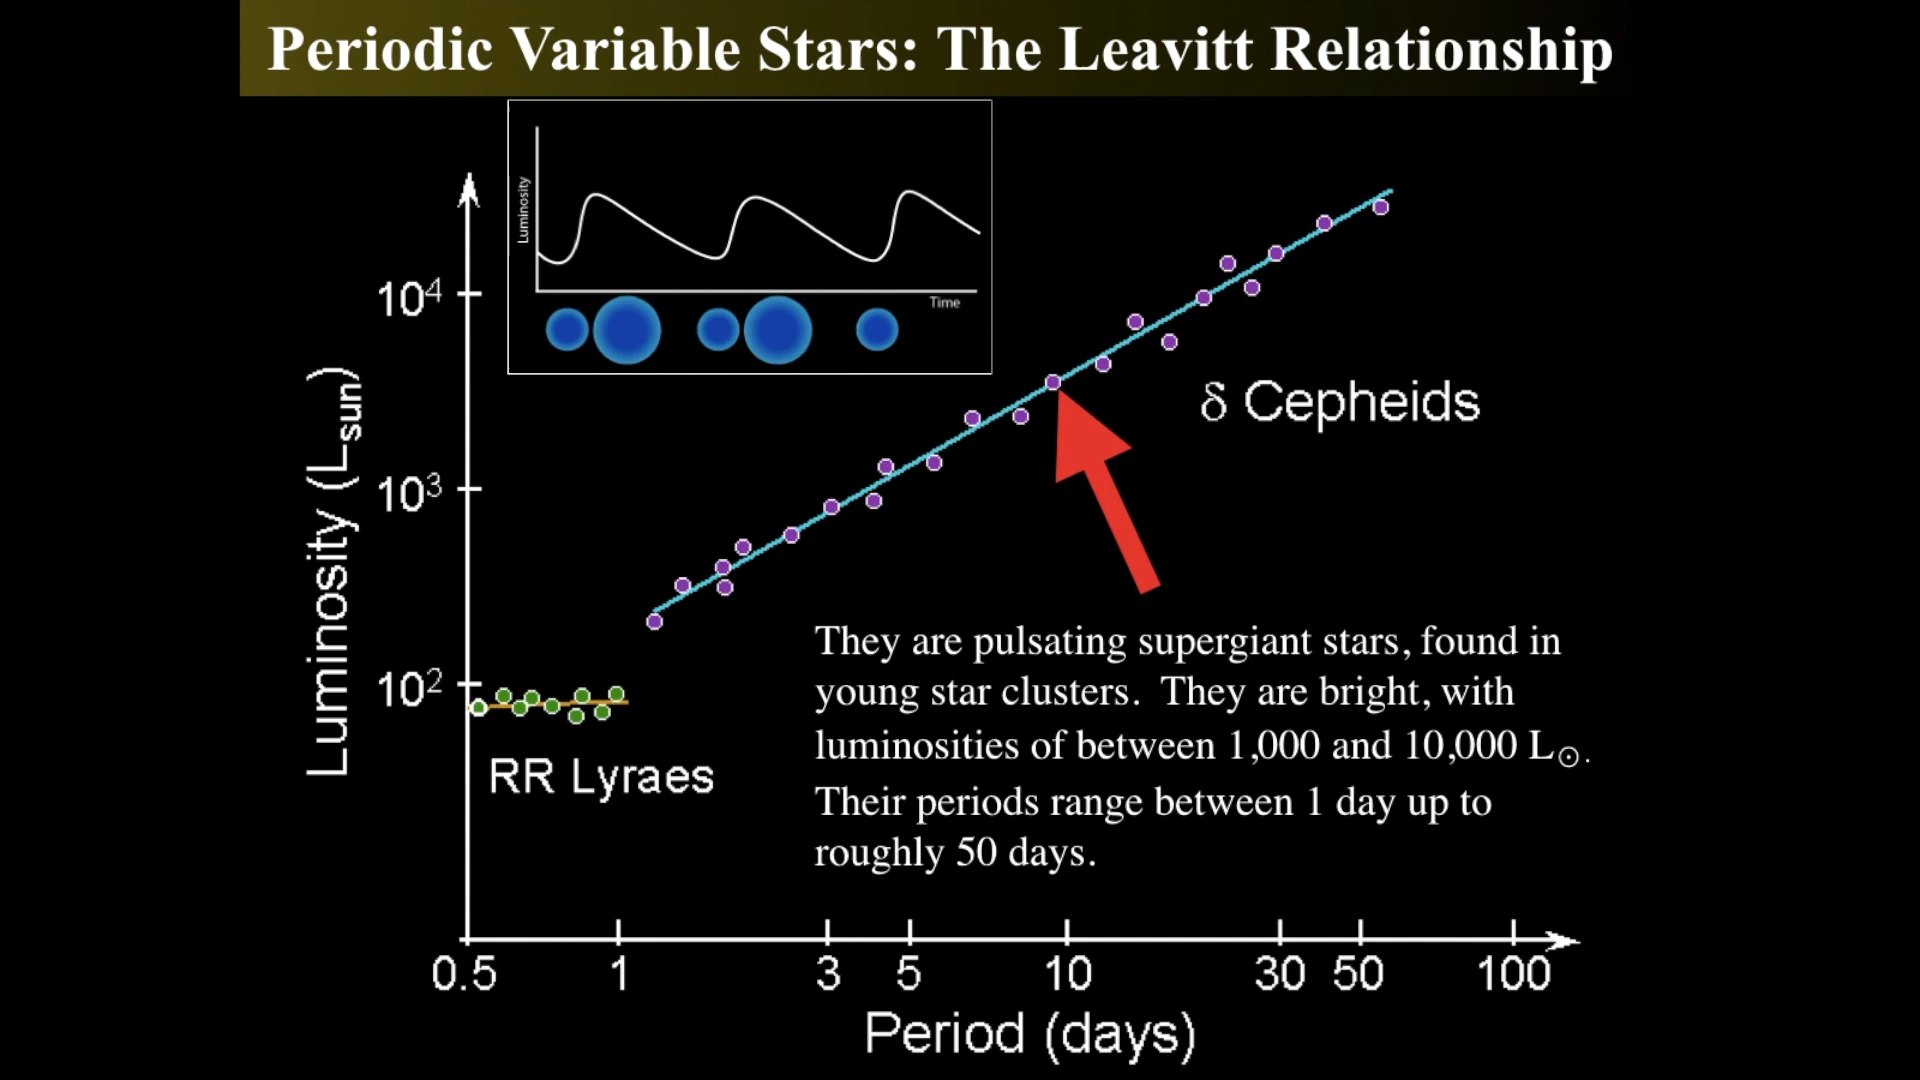 Periodic Variable Stars: The Leavitt Relationship
Luminosity
Time
10⁴
10³
10²
Luminosity (Lsun)
δ Cepheids
RR Lyraes
They are pulsating supergiant stars, found in
young star clusters. They are bright, with
luminosities of between 1,000 and 10,000 L☉.
Their periods range between 1 day up to
roughly 50 days.
0.5 1 3 5 10 30 50 100
Period (days)